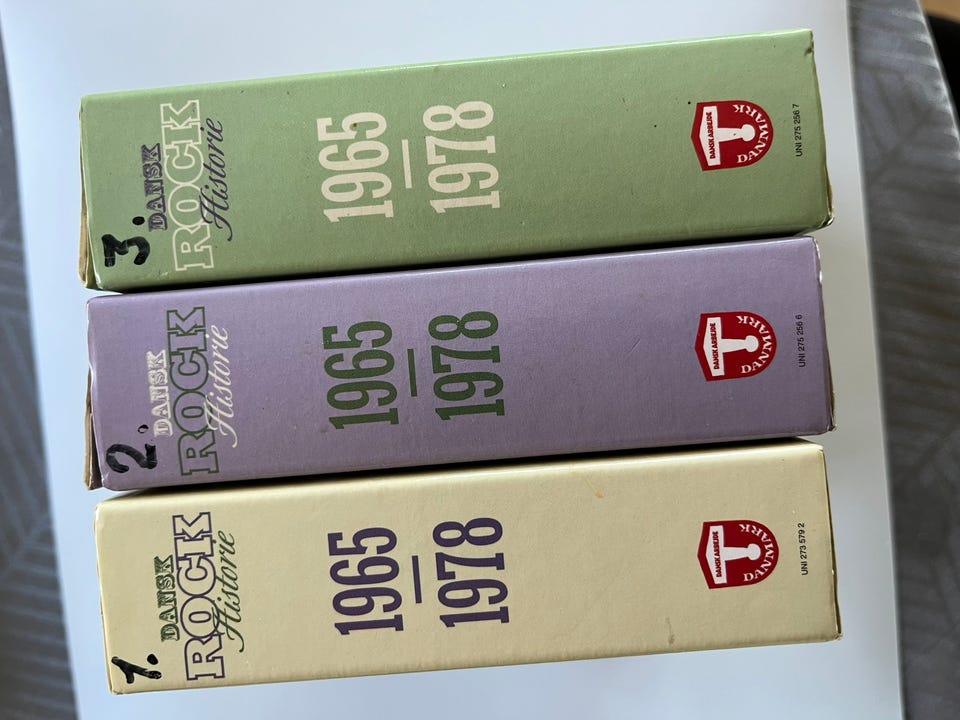 3.
DANSK
ROCK
Historie
1965
1978
DANSK ARBEJDE
DANMARK
UNI 275 256 7
2.
DANSK
ROCK
Historie
1965
1978
DANSK ARBEJDE
DANMARK
UNI 275 256 6
1.
DANSK
ROCK
Historie
1965
1978
DANSK ARBEJDE
DANMARK
UNI 273 579 2